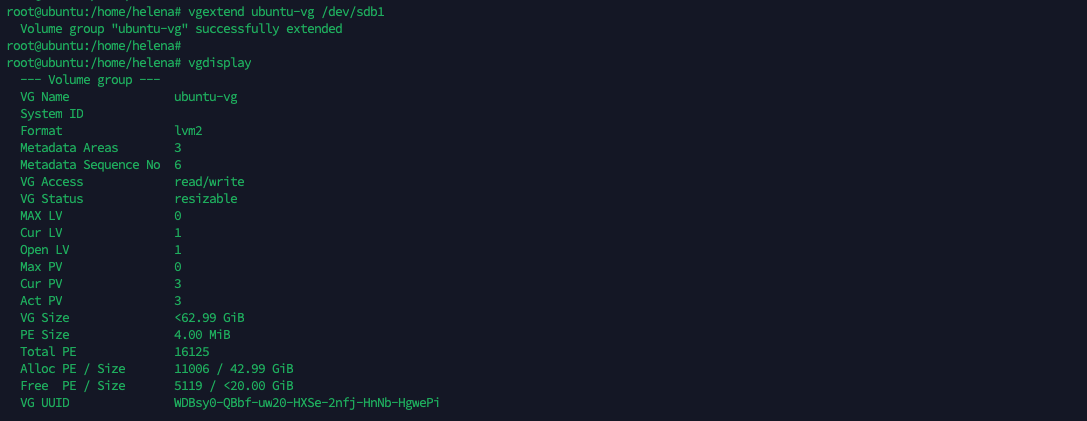 root@ubuntu:/home/helena# vgextend ubuntu-vg /dev/sdb1
  Volume group "ubuntu-vg" successfully extended
root@ubuntu:/home/helena#
root@ubuntu:/home/helena# vgdisplay
  --- Volume group ---
  VG Name               ubuntu-vg
  System ID
  Format                lvm2
  Metadata Areas        3
  Metadata Sequence No  6
  VG Access             read/write
  VG Status             resizable
  MAX LV                0
  Cur LV                1
  Open LV               1
  Max PV                0
  Cur PV                3
  Act PV                3
  VG Size               <62.99 GiB
  PE Size               4.00 MiB
  Total PE              16125
  Alloc PE / Size       11006 / 42.99 GiB
  Free  PE / Size       5119 / <20.00 GiB
  VG UUID               WDBsy0-QBbf-uw20-HXSe-2nfj-HnNb-HgwePi